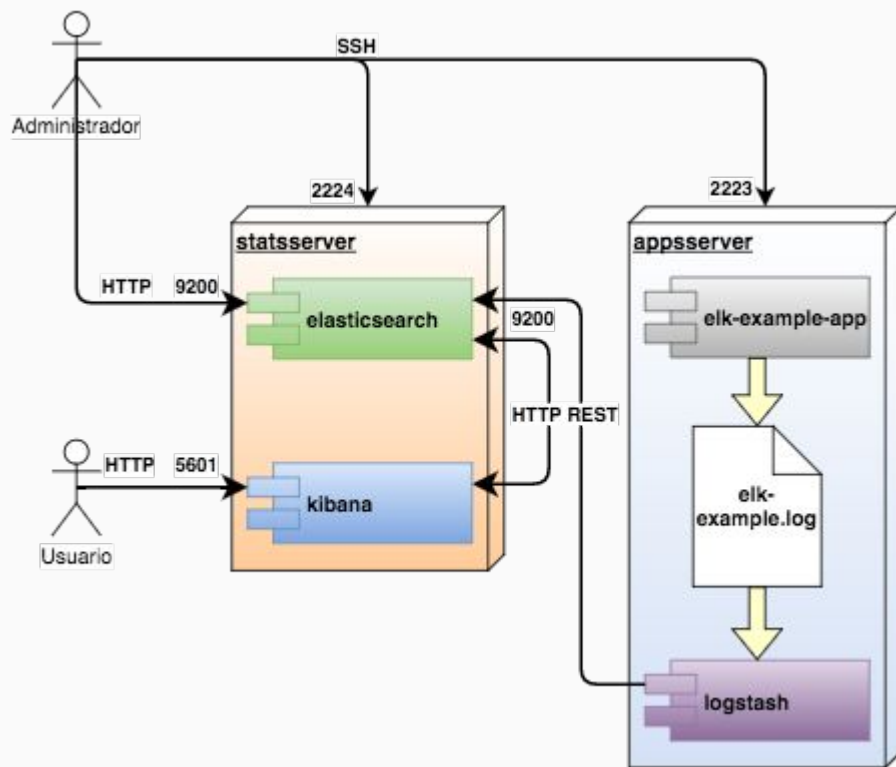 SSH
Administrador
2224
2223
statsserver
appsserver
HTTP 9200
elasticsearch
9200
elk-example-app
HTTP REST
HTTP 5601
kibana
Usuario
elk-
example.log
logstash